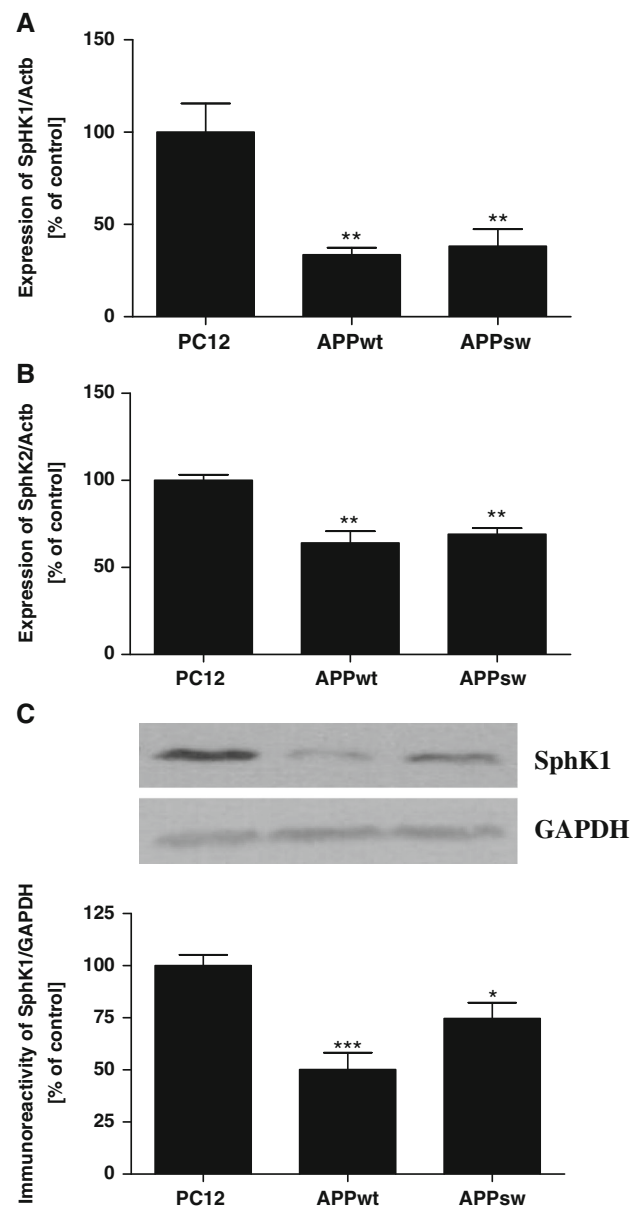 A
Expression of SpHK1/Actb
[% of control]
150
100
50
0
**
**
PC12 APPwt APPsw
B
Expression of SphK2/Actb
[% of control]
150
100
50
0
**
**
PC12 APPwt APPsw
C
SphK1
GAPDH
Immunoreactivity of SphK1/GAPDH
[% of control]
125
100
75
50
25
0
***
*
PC12 APPwt APPsw